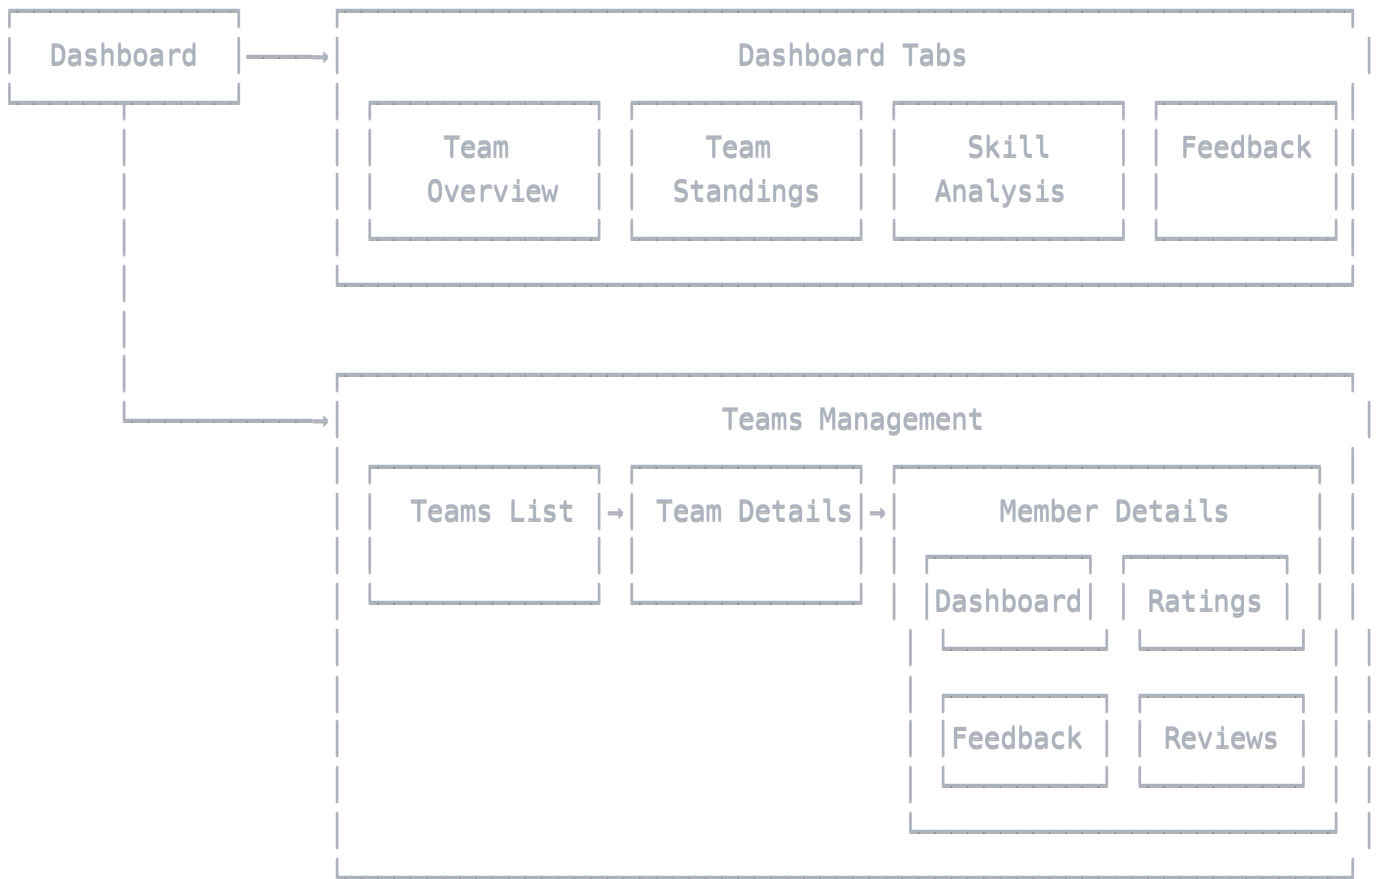 Dashboard
Dashboard Tabs
Team Overview
Team Standings
Skill Analysis
Feedback
Teams Management
Teams List
Team Details
Member Details
Dashboard
Ratings
Feedback
Reviews